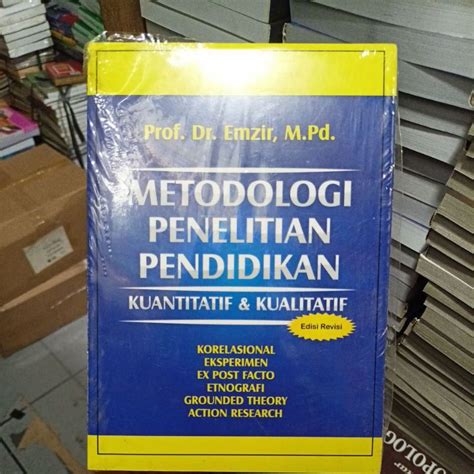 Prof. Dr. Emzir, M.Pd.
METODOLOGI
PENELITIAN
PENDIDIKAN
KUANTITATIF & KUALITATIF
Edisi Revisi
KORELASIONAL
EKSPERIMEN
EX POST FACTO
ETNOGRAFI
GROUNDED THEORY
ACTION RESEARCH
OPOLOG